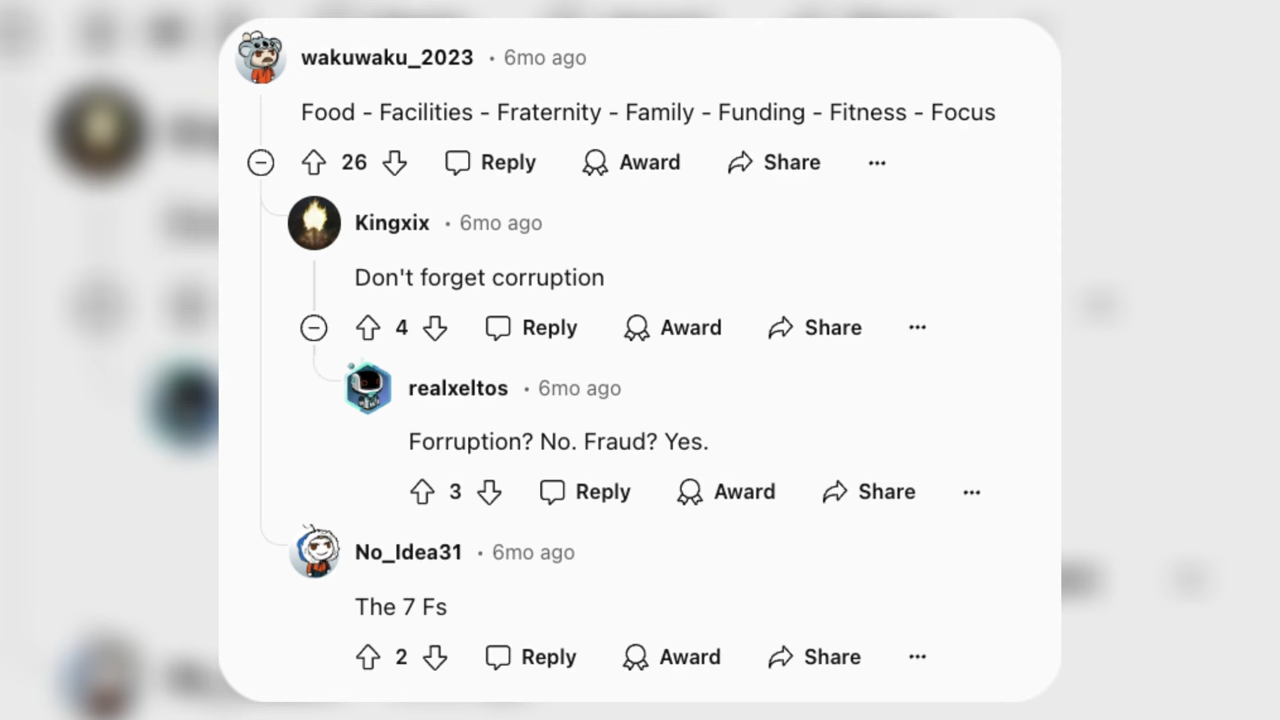 wakuwaku_2023 • 6mo ago
Food - Facilities - Fraternity - Family - Funding - Fitness - Focus
26 Reply Award Share ...
Kingxix • 6mo ago
Don't forget corruption
4 Reply Award Share ...
realxeltos • 6mo ago
Forruption? No. Fraud? Yes.
3 Reply Award Share ...
No_Idea31 • 6mo ago
The 7 Fs
2 Reply Award Share ...